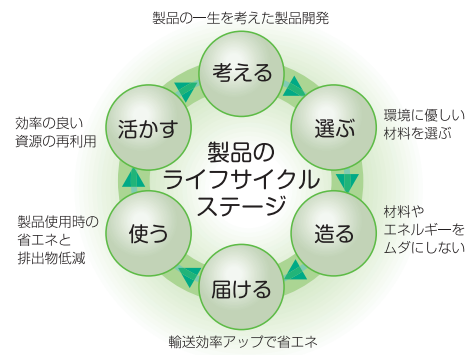 製品の一生を考えた製品開発
考える
環境に優しい
材料を選ぶ
選ぶ
材料や
エネルギーを
ムダにしない
造る
届ける
輸送効率アップで省エネ
使う
製品使用時の
省エネと
排出物低減
活かす
効率の良い
資源の再利用
製品の
ライフサイクル
ステージ